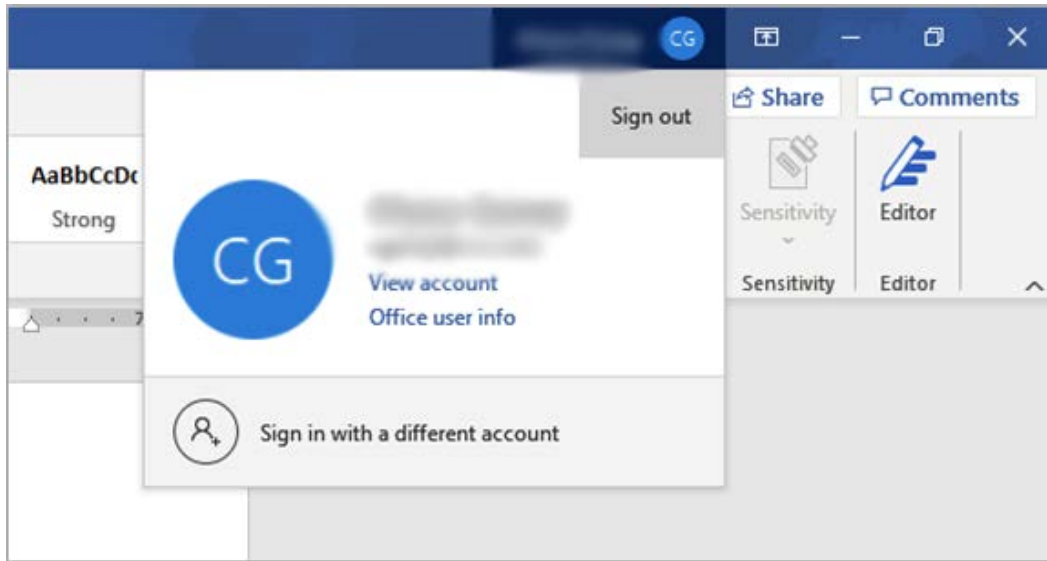 CG
Sign out
Share
Comments
AaBbCcDc
Strong
CG
View account
Office user info
Sensitivity
Editor
Sensitivity
Editor
7
Sign in with a different account